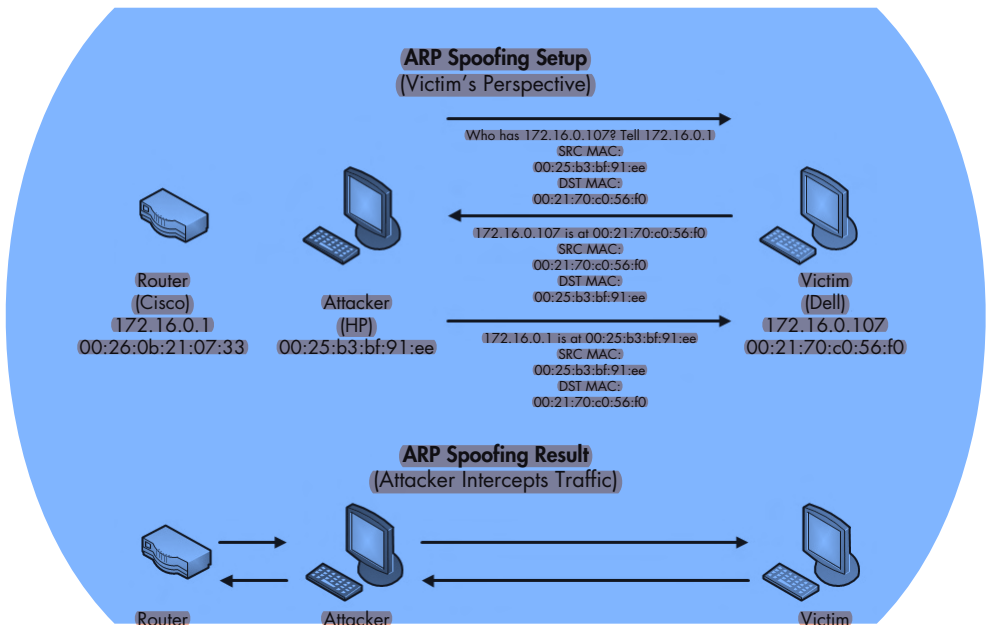 ARP Spoofing Setup
(Victim's Perspective)
Who has 172.16.0.107? Tell 172.16.0.1
SRC MAC:
00:25:b3:bf:91:ee
DST MAC:
00:21:70:c0:56:f0
172.16.0.107 is at 00:21:70:c0:56:f0
SRC MAC:
00:21:70:c0:56:f0
DST MAC:
00:25:b3:bf:91:ee
172.16.0.1 is at 00:25:b3:bf:91:ee
SRC MAC:
00:25:b3:bf:91:ee
DST MAC:
00:21:70:c0:56:f0
Router
(Cisco)
172.16.0.1
00:26:0b:21:07:33
Attacker
(HP)
00:25:b3:bf:91:ee
Victim
(Dell)
172.16.0.107
00:21:70:c0:56:f0
ARP Spoofing Result
(Attacker Intercepts Traffic)
Router
Attacker
Victim